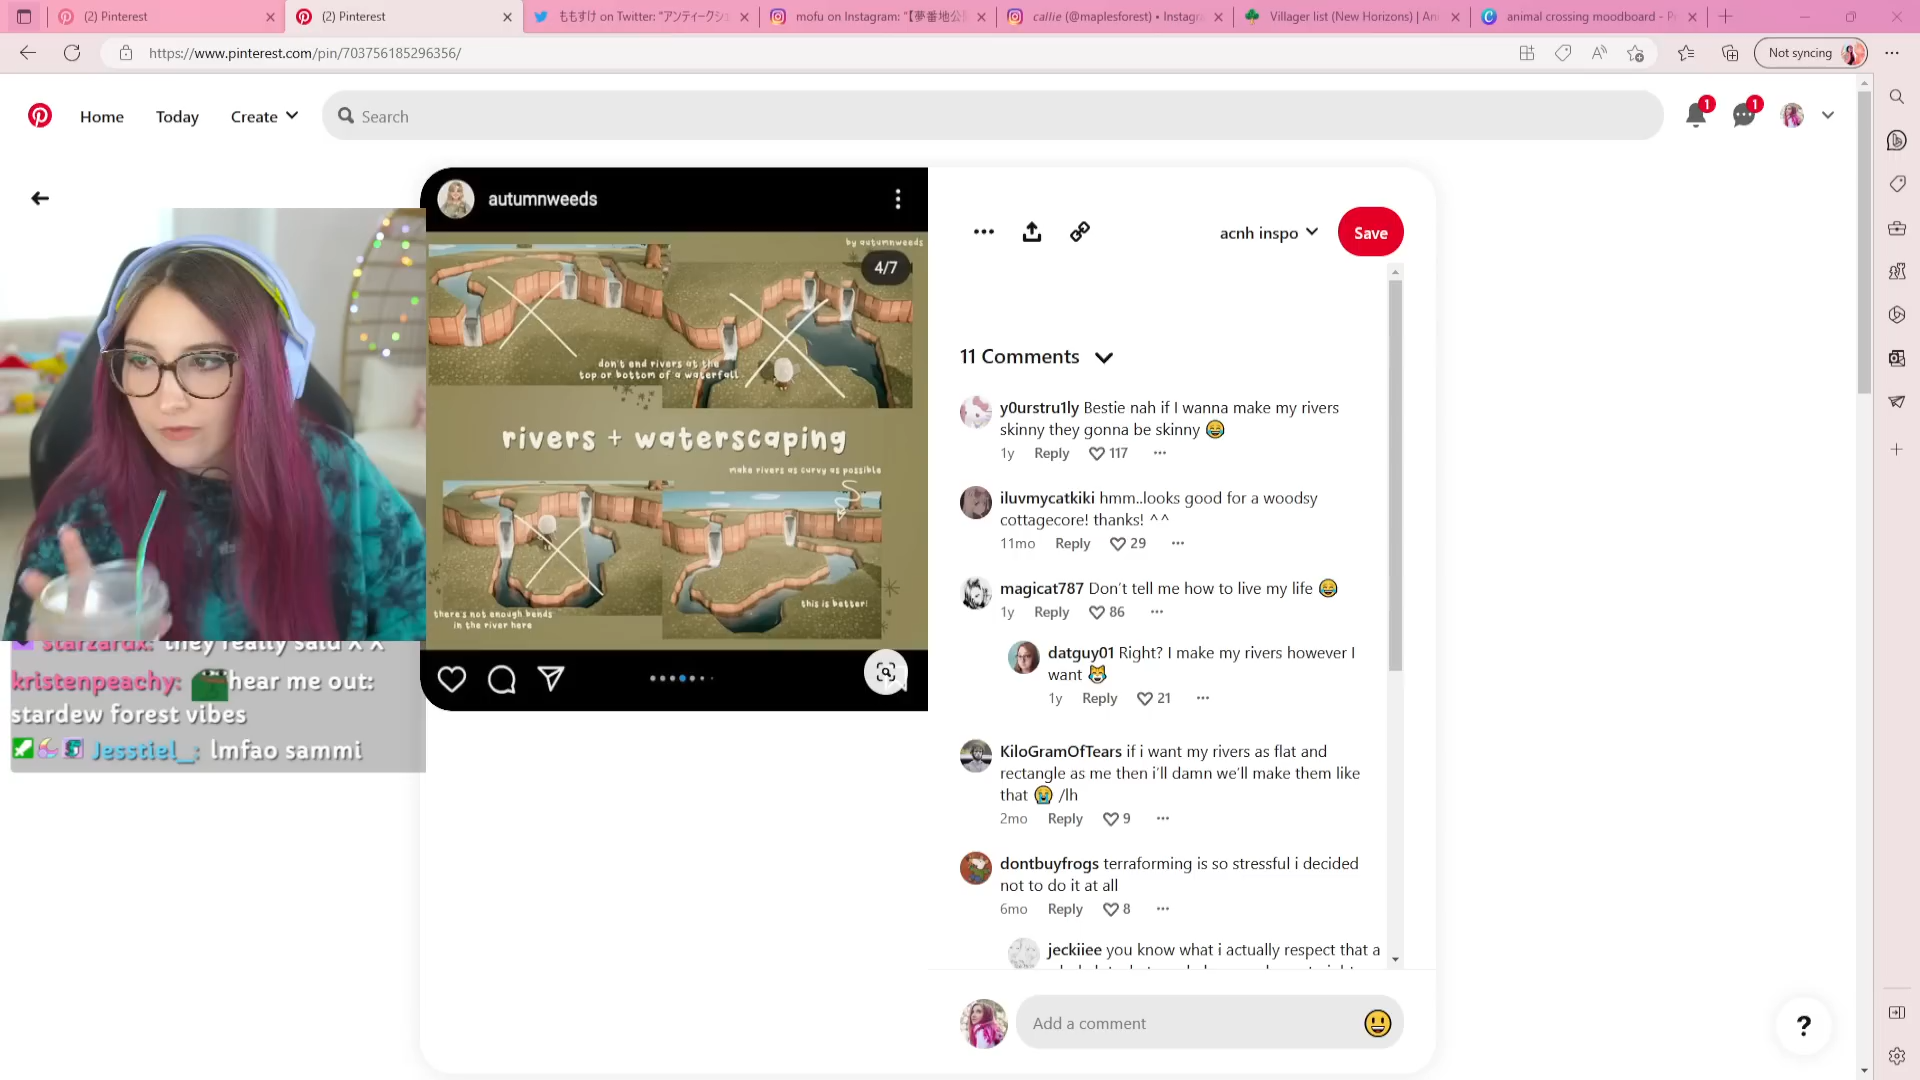 (2) Pinterest
(2) Pinterest
ももすけ on Twitter: "アンティークシ
mofu on Instagram: "【夢番地公
callie (@maplesforest) • Instagr
Villager list (New Horizons) | An
animal crossing moodboard - P
https://www.pinterest.com/pin/703756185296356/
Not syncing
Home
Today
Create
Search
1
1
autumnweeds
by autumnweeds
4/7
don't end rivers at the
top or bottom of a waterfall
rivers + waterscaping
make rivers as curvy as possible
there's not enough bends
in the river here
this is better!
starzardx: they really said X X
kristenpeachy: hear me out:
stardew forest vibes
Jesstiel_: lmfao sammi
acnh inspo
Save
11 Comments
y0urstru1ly Bestie nah if I wanna make my rivers
skinny they gonna be skinny 😂
1y Reply 117
iluvmycatkiki hmm..looks good for a woodsy
cottagecore! thanks! ^^
11mo Reply 29
magicat787 Don't tell me how to live my life 😂
1y Reply 86
datguy01 Right? I make my rivers however I
want 😹
1y Reply 21
KiloGramOfTears if i want my rivers as flat and
rectangle as me then i'll damn we'll make them like
that 😭 /lh
2mo Reply 9
dontbuyfrogs terraforming is so stressful i decided
not to do it at all
6mo Reply 8
jeckiiee you know what i actually respect that a
Add a comment
?